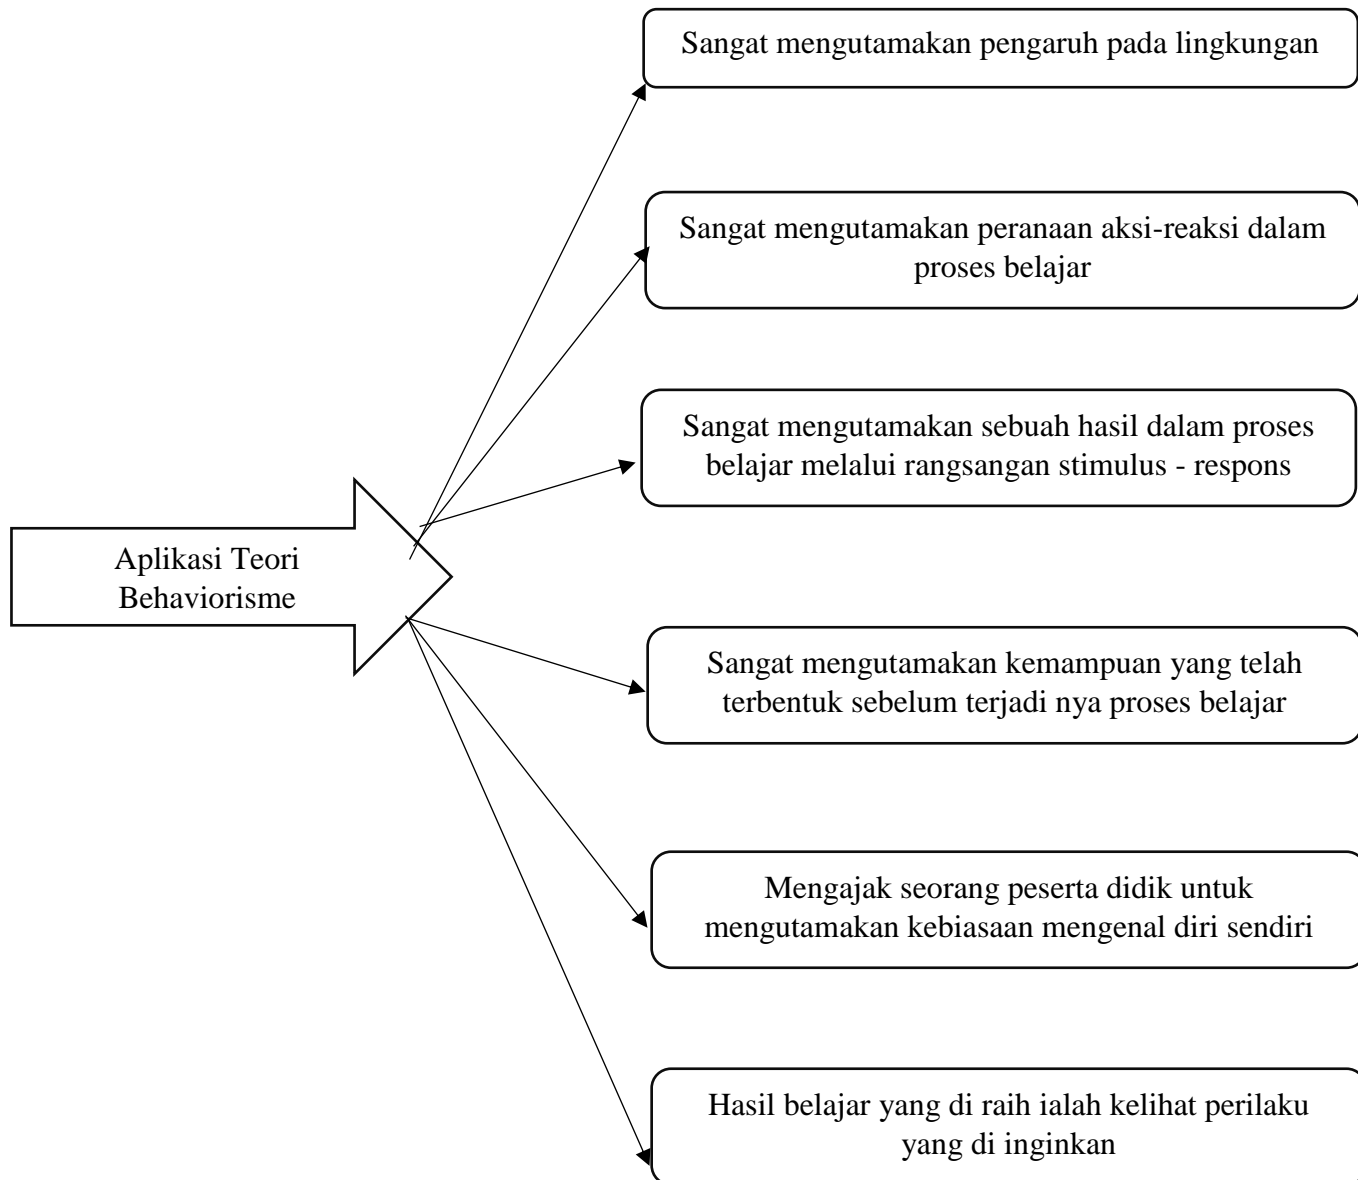 Sangat mengutamakan pengaruh pada lingkungan
Sangat mengutamakan peranaan aksi-reaksi dalam
proses belajar
Sangat mengutamakan sebuah hasil dalam proses
belajar melalui rangsangan stimulus - respons
Aplikasi Teori
Behaviorisme
Sangat mengutamakan kemampuan yang telah
terbentuk sebelum terjadi nya proses belajar
Mengajak seorang peserta didik untuk
mengutamakan kebiasaan mengenal diri sendiri
Hasil belajar yang di raih ialah kelihat perilaku
yang di inginkan